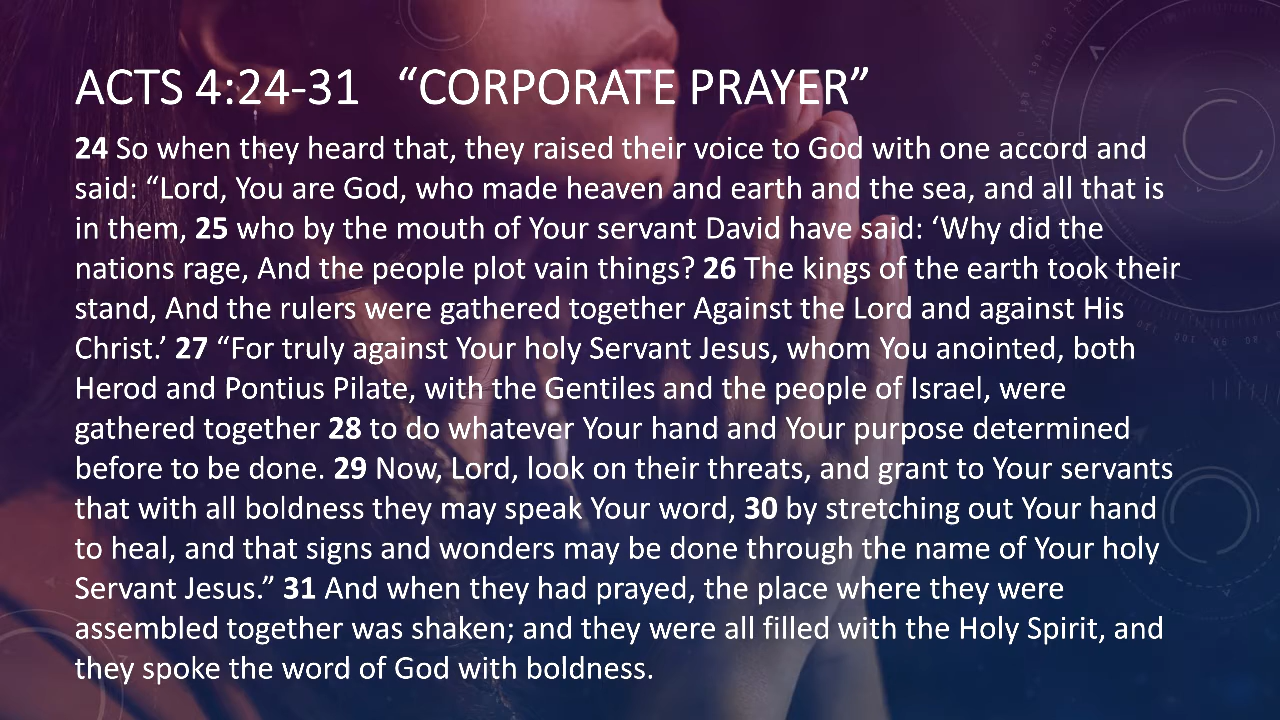 ACTS 4:24-31 “CORPORATE PRAYER”
24 So when they heard that, they raised their voice to God with one accord and
said: “Lord, You are God, who made heaven and earth and the sea, and all that is
in them, 25 who by the mouth of Your servant David have said: ‘Why did the
nations rage, And the people plot vain things? 26 The kings of the earth took their
stand, And the rulers were gathered together Against the Lord and against His
Christ.’ 27 “For truly against Your holy Servant Jesus, whom You anointed, both
Herod and Pontius Pilate, with the Gentiles and the people of Israel, were
gathered together 28 to do whatever Your hand and Your purpose determined
before to be done. 29 Now, Lord, look on their threats, and grant to Your servants
that with all boldness they may speak Your word, 30 by stretching out Your hand
to heal, and that signs and wonders may be done through the name of Your holy
Servant Jesus.” 31 And when they had prayed, the place where they were
assembled together was shaken; and they were all filled with the Holy Spirit, and
they spoke the word of God with boldness.